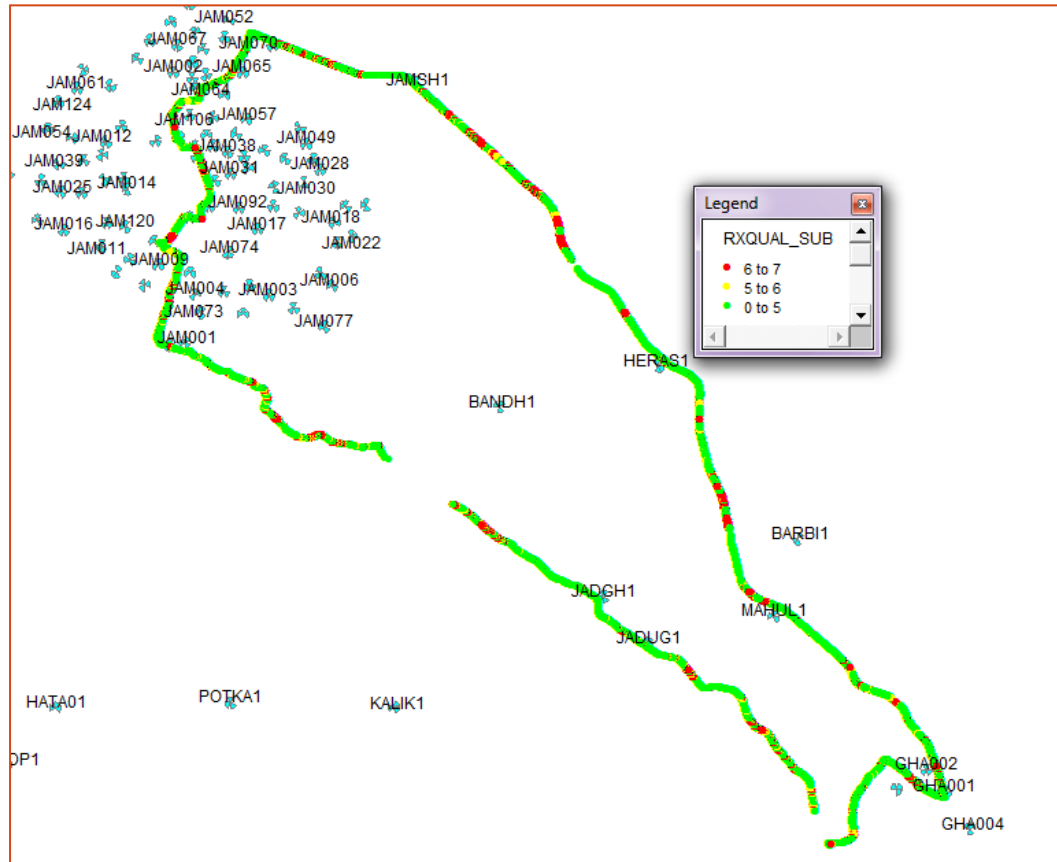 JAM052
JAM067
JAM070
JAM002 JAM065
JAM061
JAM064
JAM124
JAM106 JAM057
JAM054 JAM012 JAM049
JAM038
JAM039 JAM031 JAM028
JAM025 JAM014 JAM030
JAM092
JAM016 JAM120 JAM017 JAM018
JAM011 JAM074 JAM022
JAM009
JAM004 JAM003 JAM006
JAM073
JAM077
JAM001
JAMSH1
Legend
RXQUAL_SUB
6 to 7
5 to 6
0 to 5
HERAS1
BANDH1
BARBI1
JADGH1
MAHUL1
JADUG1
HATA01 POTKA1 KALIK1
OP1
GHA002
GHA001
GHA004